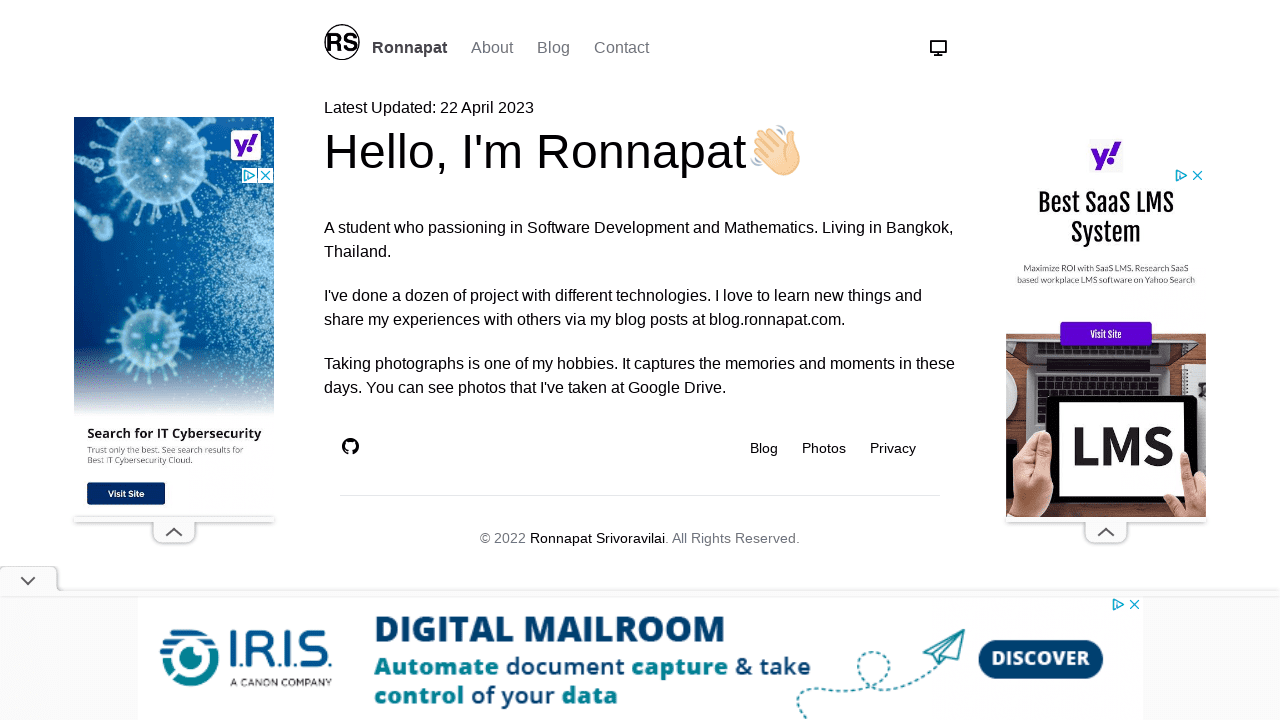 RS
Ronnapat
About
Blog
Contact
Latest Updated: 22 April 2023
Hello, I'm Ronnapat
A student who passioning in Software Development and Mathematics. Living in Bangkok,
Thailand.
I've done a dozen of project with different technologies. I love to learn new things and
share my experiences with others via my blog posts at blog.ronnapat.com.
Taking photographs is one of my hobbies. It captures the memories and moments in these
days. You can see photos that I've taken at Google Drive.
Blog
Photos
Privacy
© 2022 Ronnapat Srivoravilai. All Rights Reserved.
y!
Search for IT Cybersecurity
Trust only the best. See search results for
Best IT Cybersecurity Cloud.
Visit Site
y!
Best SaaS LMS
System
Maximize ROI with SaaS LMS. Research SaaS
based workplace LMS software on Yahoo Search
Visit Site
LMS
I.R.I.S.
A CANON COMPANY
DIGITAL MAILROOM
Automate document capture & take
control of your data
DISCOVER